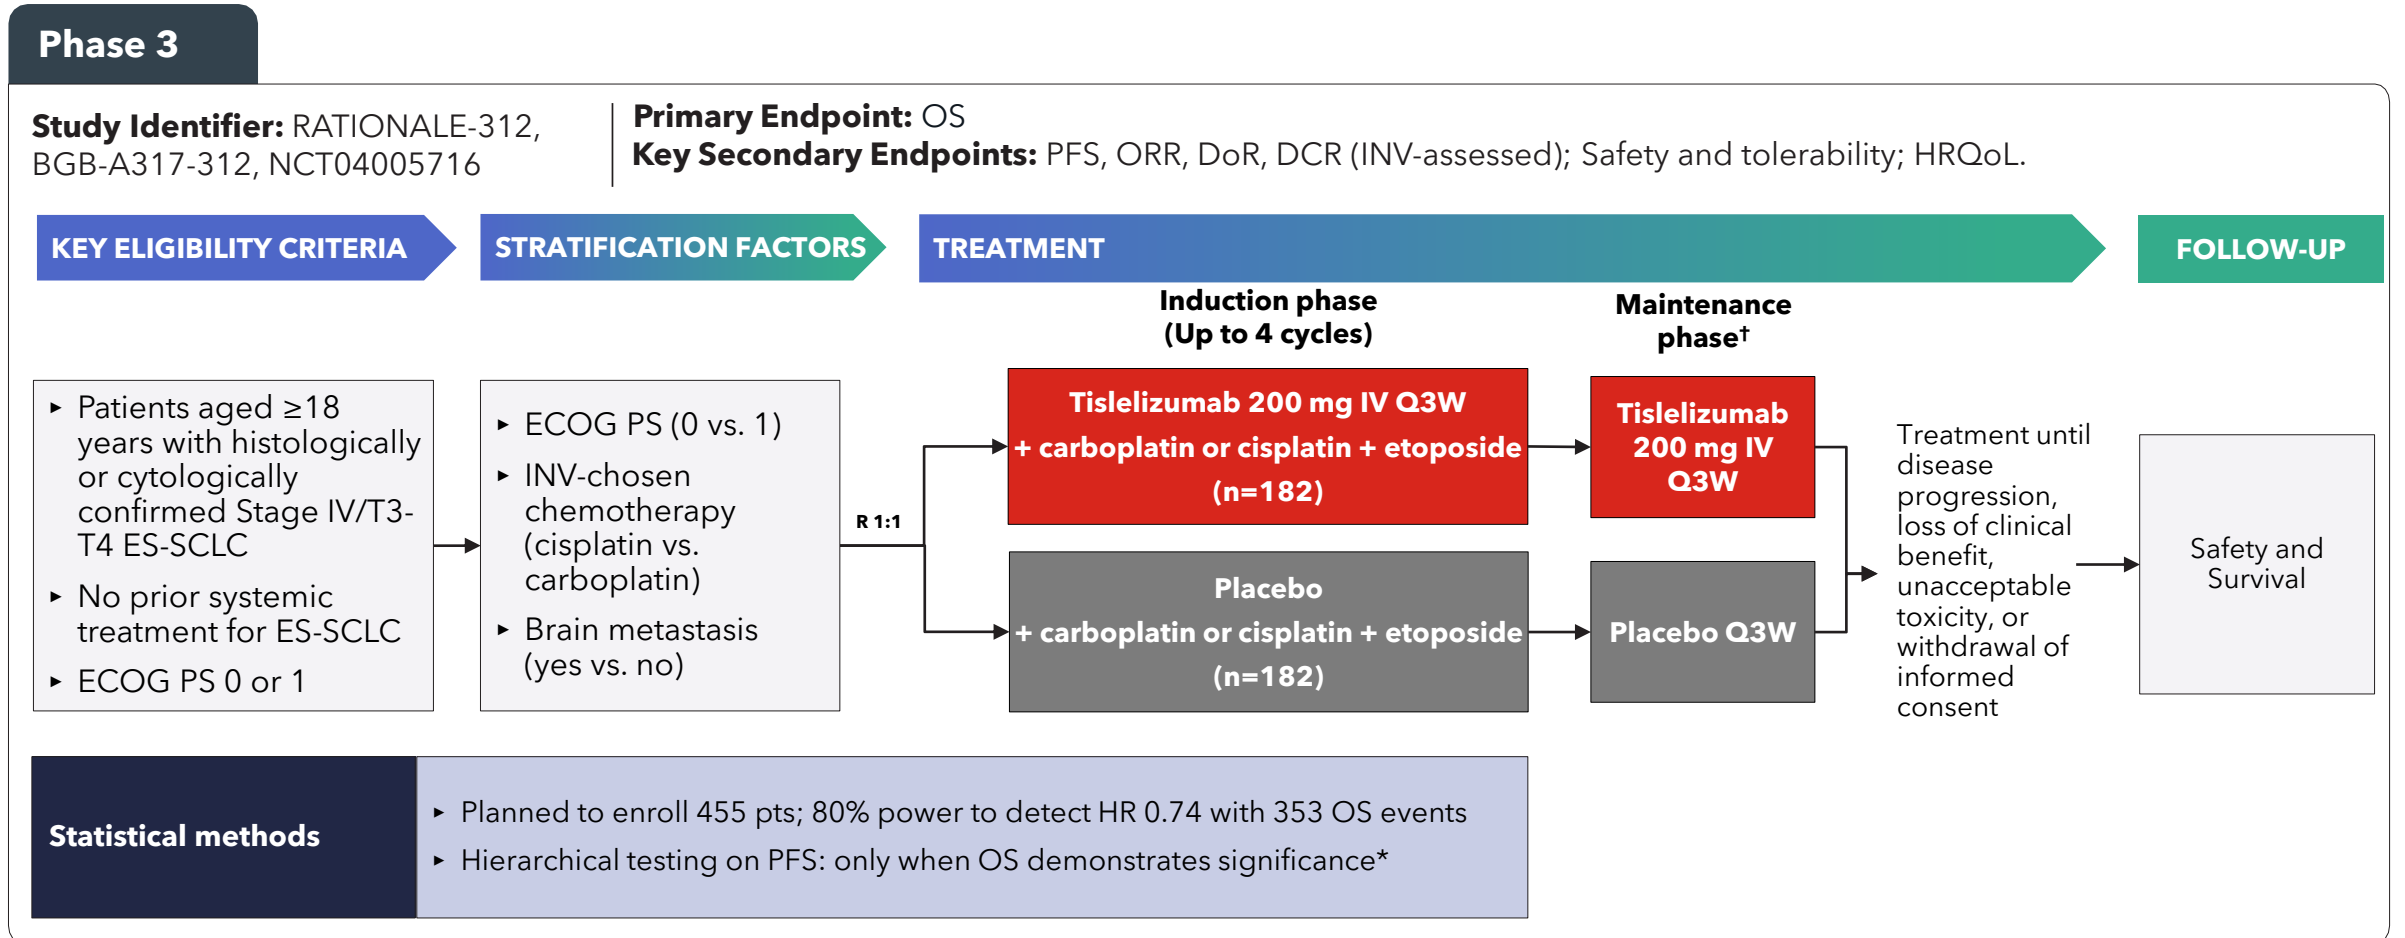 Phase 3
Study Identifier: RATIONALE-312,
BGB-A317-312, NCT04005716
Primary Endpoint: OS
Key Secondary Endpoints: PFS, ORR, DoR, DCR (INV-assessed); Safety and tolerability; HRQoL.
KEY ELIGIBILITY CRITERIA
STRATIFICATION FACTORS
TREATMENT
FOLLOW-UP
Induction phase
(Up to 4 cycles)
Maintenance
phase†
▸ Patients aged ≥18
years with histologically
or cytologically
confirmed Stage IV/T3-
T4 ES-SCLC
▸ No prior systemic
treatment for ES-SCLC
▸ ECOG PS 0 or 1
▸ ECOG PS (0 vs. 1)
▸ INV-chosen
chemotherapy
(cisplatin vs.
carboplatin)
▸ Brain metastasis
(yes vs. no)
R 1:1
Tislelizumab 200 mg IV Q3W
+ carboplatin or cisplatin + etoposide
(n=182)
Tislelizumab
200 mg IV
Q3W
Placebo
+ carboplatin or cisplatin + etoposide
(n=182)
Placebo Q3W
Treatment until
disease
progression,
loss of clinical
benefit,
unacceptable
toxicity, or
withdrawal of
informed
consent
Safety and
Survival
Statistical methods
▸ Planned to enroll 455 pts; 80% power to detect HR 0.74 with 353 OS events
▸ Hierarchical testing on PFS: only when OS demonstrates significance*